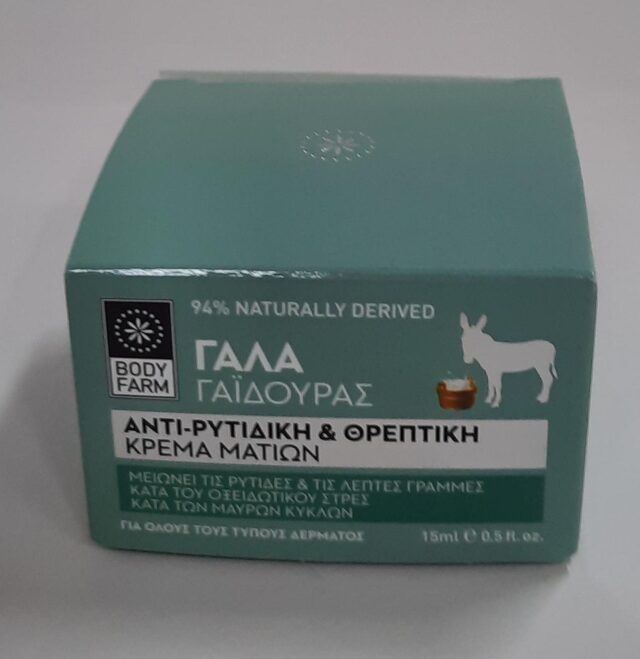 94% NATURALLY DERIVED
BODY
FARM
ΓΑΛΑ
ΓΑΪΔΟΥΡΑΣ
ΑΝΤΙ-ΡΥΤΙΔΙΚΗ & ΘΡΕΠΤΙΚΗ
ΚΡΕΜΑ ΜΑΤΙΩΝ
ΜΕΙΩΝΕΙ ΤΙΣ ΡΥΤΙΔΕΣ & ΤΙΣ ΛΕΠΤΕΣ ΓΡΑΜΜΕΣ
ΚΑΤΑ ΤΟΥ ΟΞΕΙΔΩΤΙΚΟΥ ΣΤΡΕΣ
ΚΑΤΑ ΤΩΝ ΜΑΥΡΩΝ ΚΥΚΛΩΝ
ΓΙΑ ΟΛΟΥΣ ΤΟΥΣ ΤΥΠΟΥΣ ΔΕΡΜΑΤΟΣ
15ml ℮ 0.5 fl. oz.